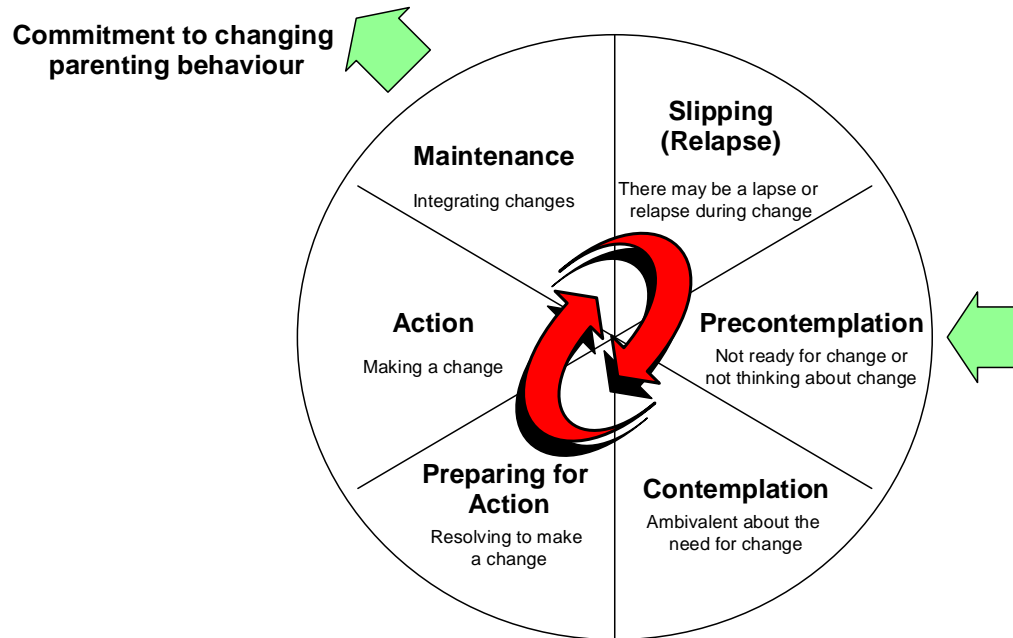 Commitment to changing
parenting behaviour
Slipping
(Relapse)
There may be a lapse or
relapse during change
Precontemplation
Not ready for change or
not thinking about change
Contemplation
Ambivalent about the
need for change
Preparing for
Action
Resolving to make
a change
Action
Making a change
Maintenance
Integrating changes